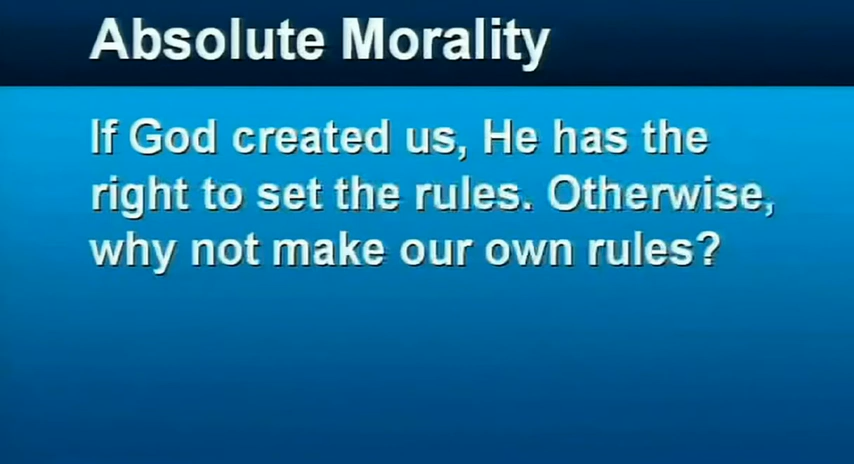 Absolute Morality
If God created us, He has the
right to set the rules. Otherwise,
why not make our own rules?